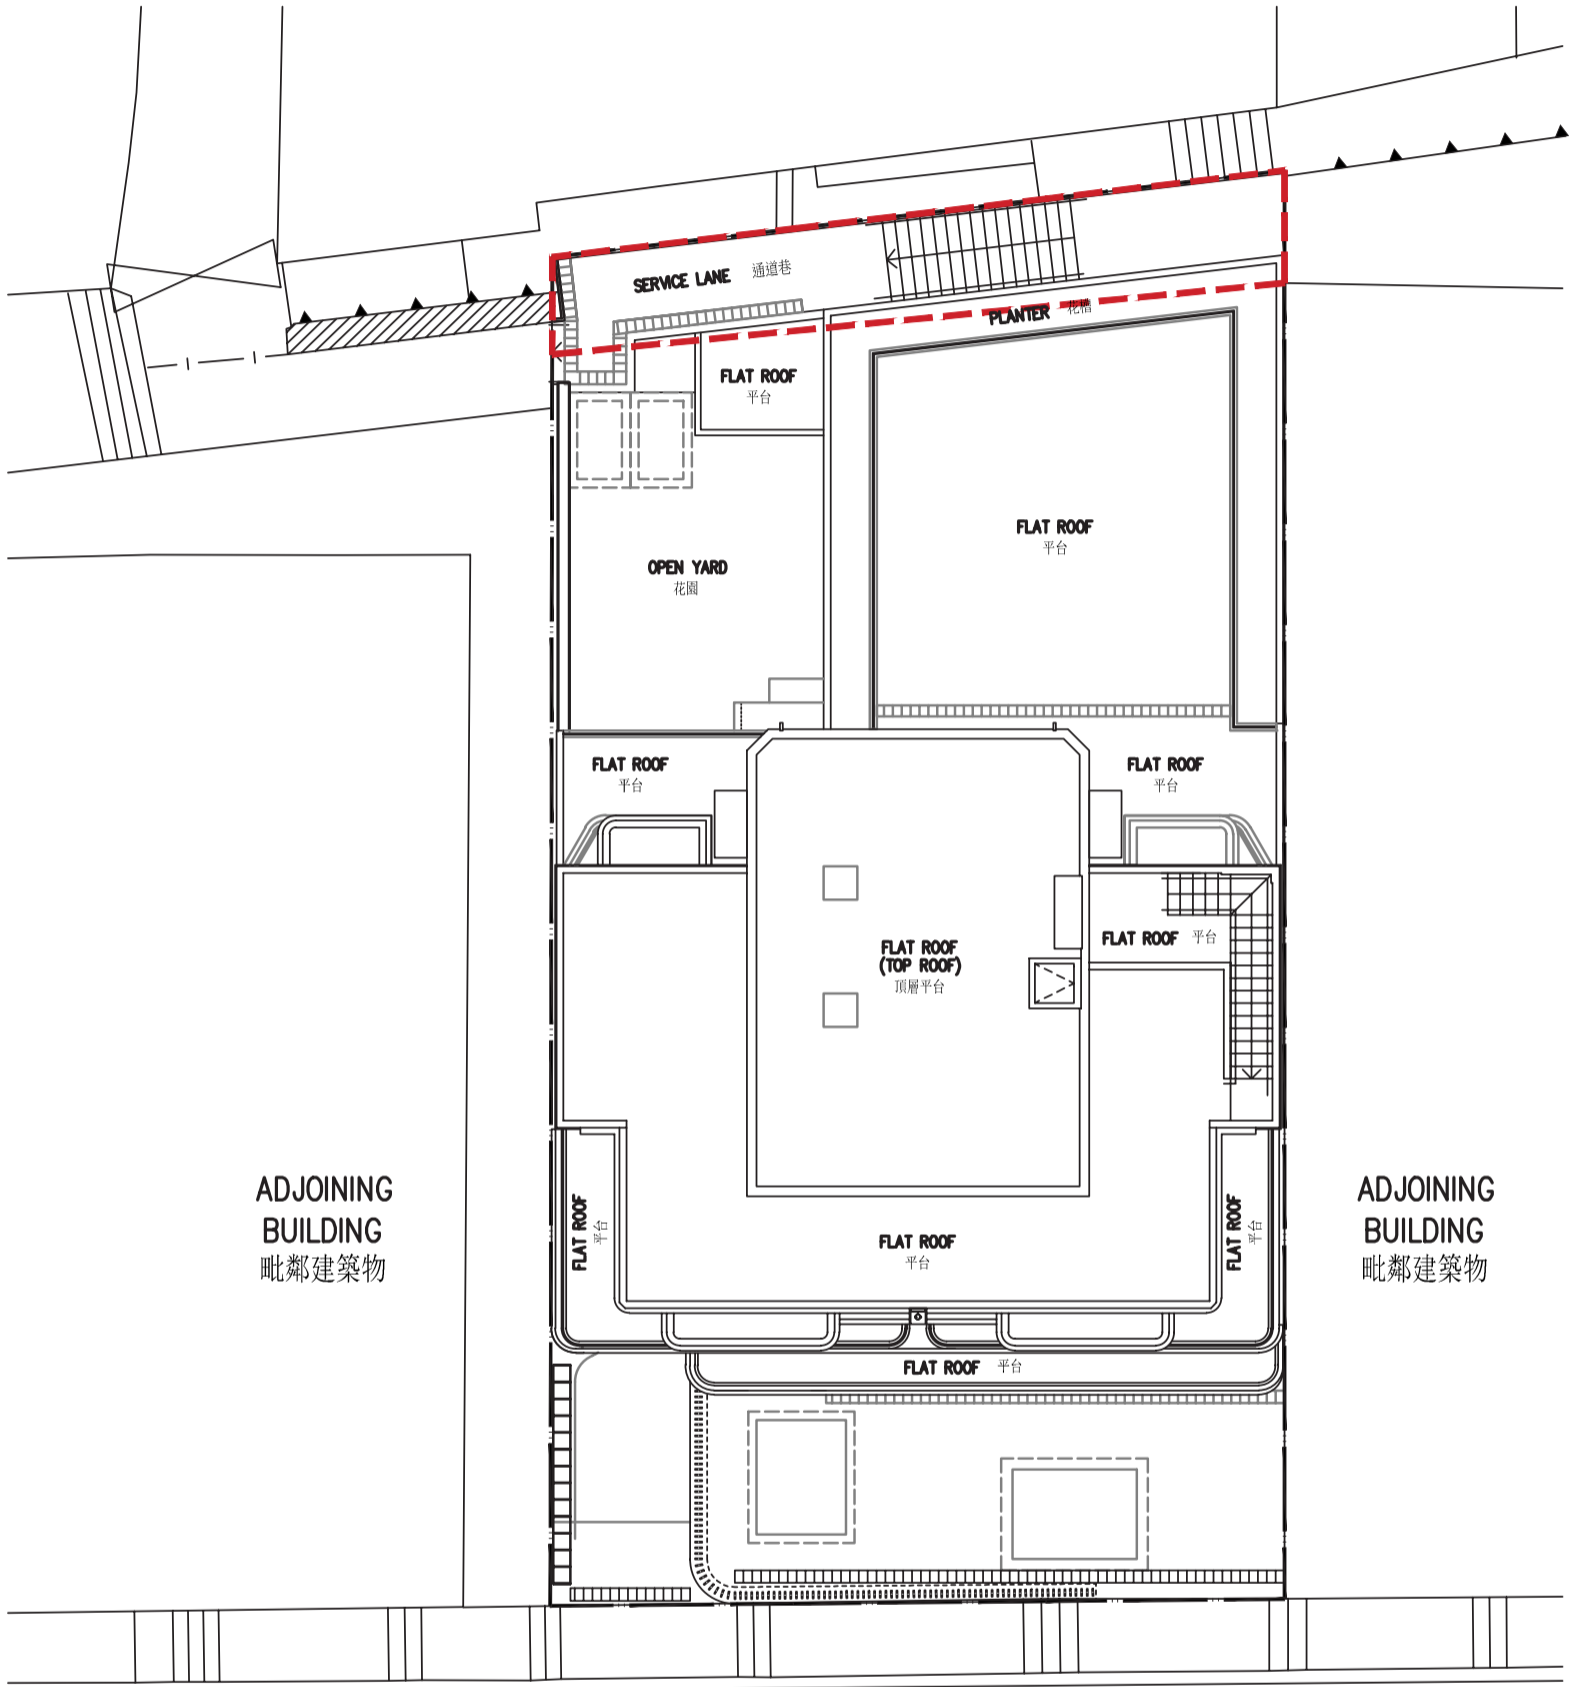 SERVICE LANE 通道巷
PLANTER 花槽
FLAT ROOF
平台
FLAT ROOF
平台
OPEN YARD
花園
FLAT ROOF
平台
FLAT ROOF
平台
FLAT ROOF
(TOP ROOF)
頂層平台
FLAT ROOF 平台
ADJOINING
BUILDING
毗鄰建築物
FLAT ROOF
平台
FLAT ROOF
平台
FLAT ROOF
平台
ADJOINING
BUILDING
毗鄰建築物
FLAT ROOF 平台